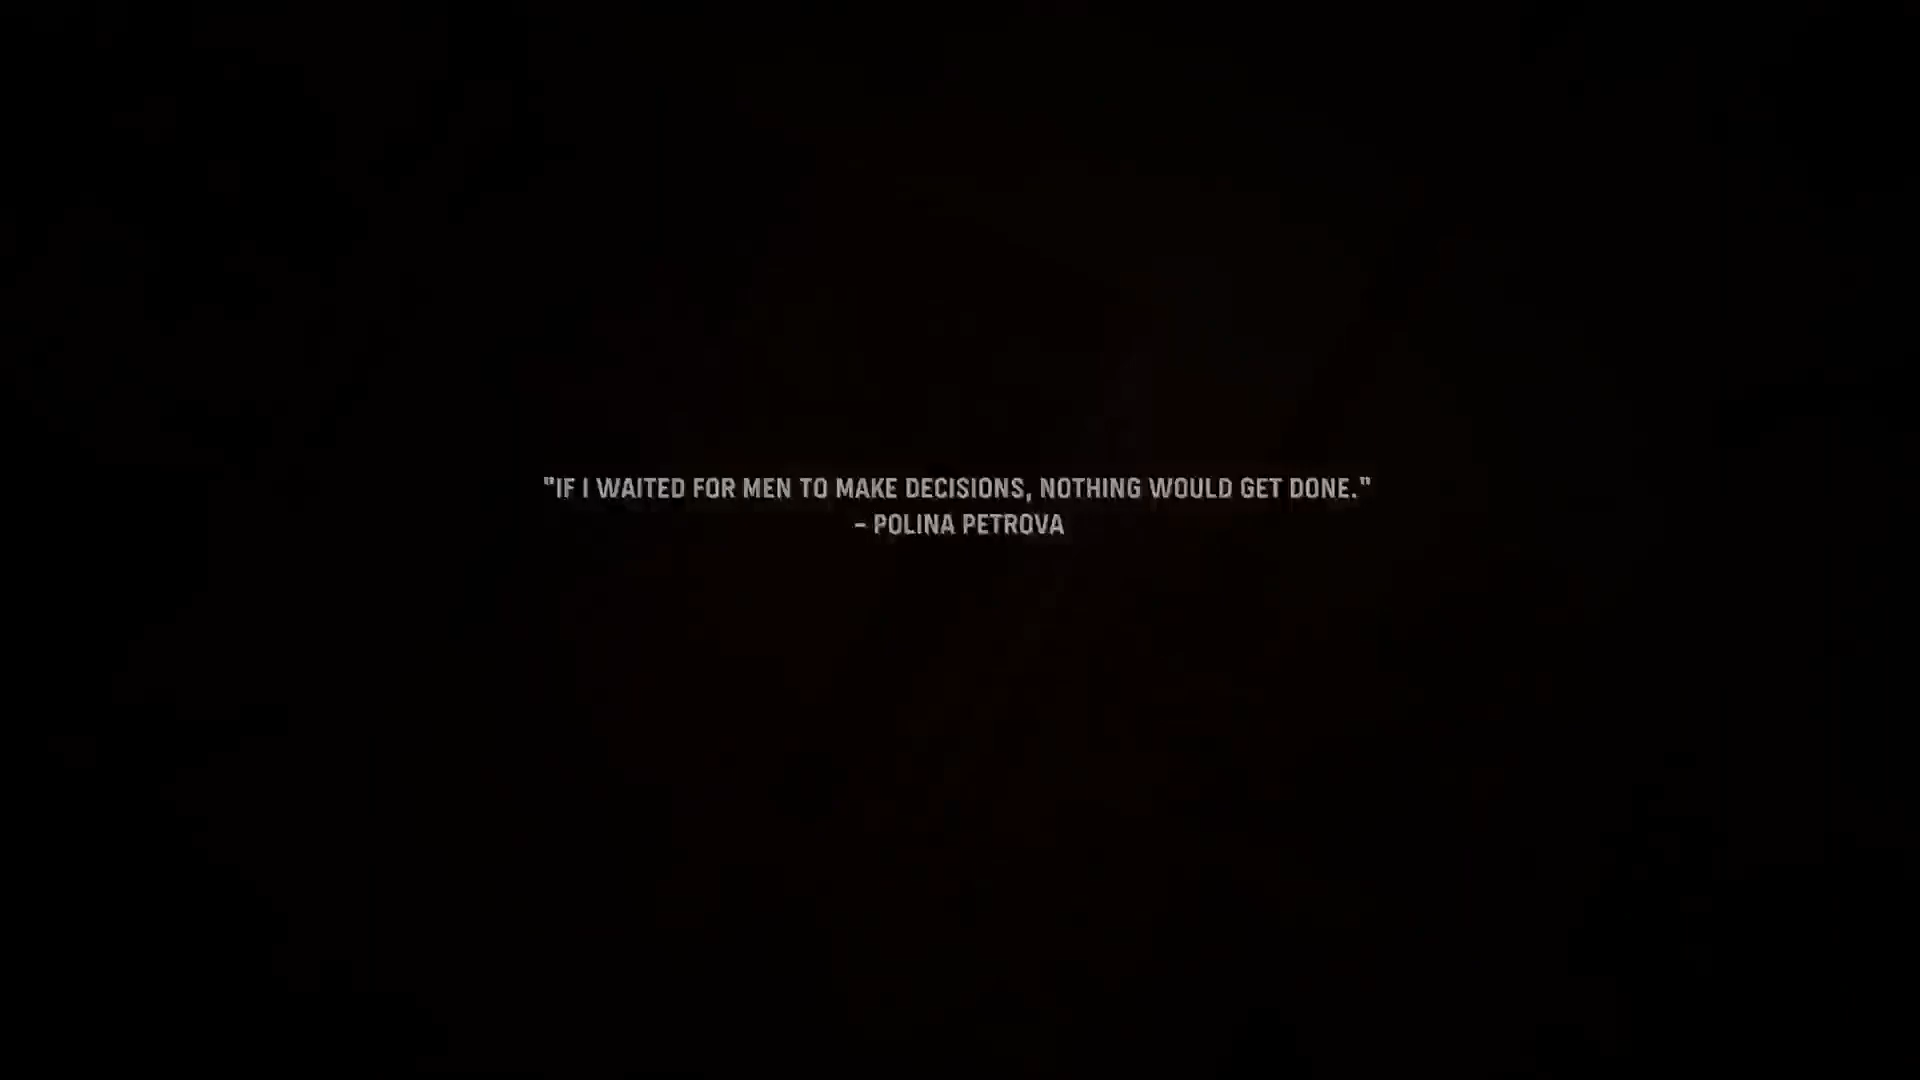 "IF I WAITED FOR MEN TO MAKE DECISIONS, NOTHING WOULD GET DONE."
- POLINA PETROVA